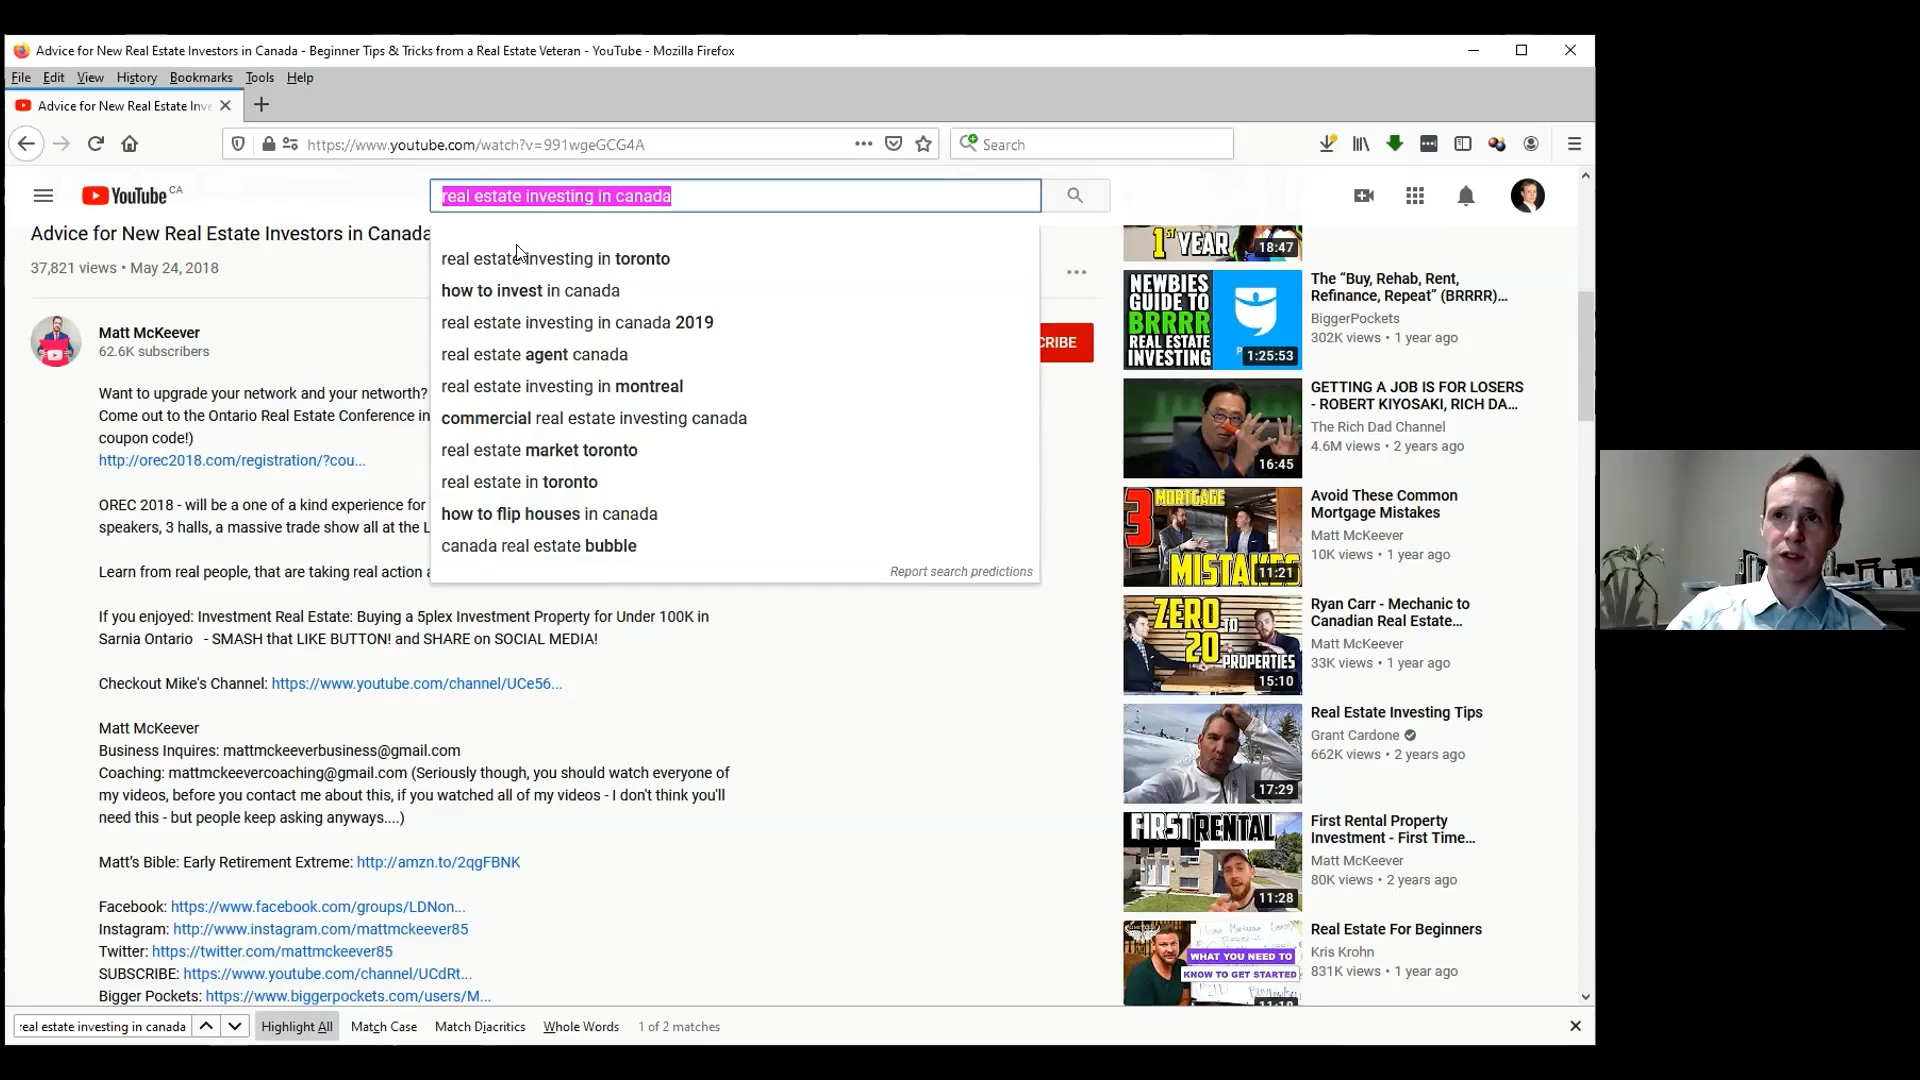 Advice for New Real Estate Investors in Canada - Beginner Tips & Tricks from a Real Estate Veteran - YouTube - Mozilla Firefox
File Edit View History Bookmarks Tools Help
Advice for New Real Estate Inve
https://www.youtube.com/watch?v=991wgeGCG4A
Search
YouTube CA
real estate investing in canada
Advice for New Real Estate Investors in Canada
37,821 views • May 24, 2018
real estate investing in toronto
how to invest in canada
real estate investing in canada 2019
real estate agent canada
real estate investing in montreal
commercial real estate investing canada
real estate market toronto
real estate in toronto
how to flip houses in canada
canada real estate bubble
Report search predictions
Matt McKeever
62.6K subscribers
CRIBE
Want to upgrade your network and your networth?
Come out to the Ontario Real Estate Conference in
coupon code!)
http://orec2018.com/registration/?cou...
OREC 2018 - will be a one of a kind experience for
speakers, 3 halls, a massive trade show all at the L
Learn from real people, that are taking real action a
If you enjoyed: Investment Real Estate: Buying a 5plex Investment Property for Under 100K in
Sarnia Ontario - SMASH that LIKE BUTTON! and SHARE on SOCIAL MEDIA!
Checkout Mike's Channel: https://www.youtube.com/channel/UCe56...
Matt McKeever
Business Inquires: mattmckeeverbusiness@gmail.com
Coaching: mattmckeevercoaching@gmail.com (Seriously though, you should watch everyone of
my videos, before you contact me about this, if you watched all of my videos - I don't think you'll
need this - but people keep asking anyways....)
Matt's Bible: Early Retirement Extreme: http://amzn.to/2qgFBNK
Facebook: https://www.facebook.com/groups/LDNon...
Instagram: http://www.instagram.com/mattmckeever85
Twitter: https://twitter.com/mattmckeever85
SUBSCRIBE: https://www.youtube.com/channel/UCdRt...
Bigger Pockets: https://www.biggerpockets.com/users/M...
1st YEAR
18:47
NEWBIES
GUIDE TO
BRRRR
REAL ESTATE
INVESTING
1:25:53
The “Buy, Rehab, Rent,
Refinance, Repeat” (BRRRR)...
BiggerPockets
302K views • 1 year ago
16:45
GETTING A JOB IS FOR LOSERS
- ROBERT KIYOSAKI, RICH DA...
The Rich Dad Channel
4.6M views • 2 years ago
3 MORTGAGE
MISTAKES
11:21
Avoid These Common
Mortgage Mistakes
Matt McKeever
10K views • 1 year ago
ZERO
TO
20
PROPERTIES
15:10
Ryan Carr - Mechanic to
Canadian Real Estate...
Matt McKeever
33K views • 1 year ago
17:29
Real Estate Investing Tips
Grant Cardone
662K views • 2 years ago
FIRST RENTAL
11:28
First Rental Property
Investment - First Time...
Matt McKeever
80K views • 2 years ago
WHAT YOU NEED TO
KNOW TO GET STARTED
Real Estate For Beginners
Kris Krohn
831K views • 1 year ago
real estate investing in canada
Highlight All Match Case Match Diacritics Whole Words 1 of 2 matches